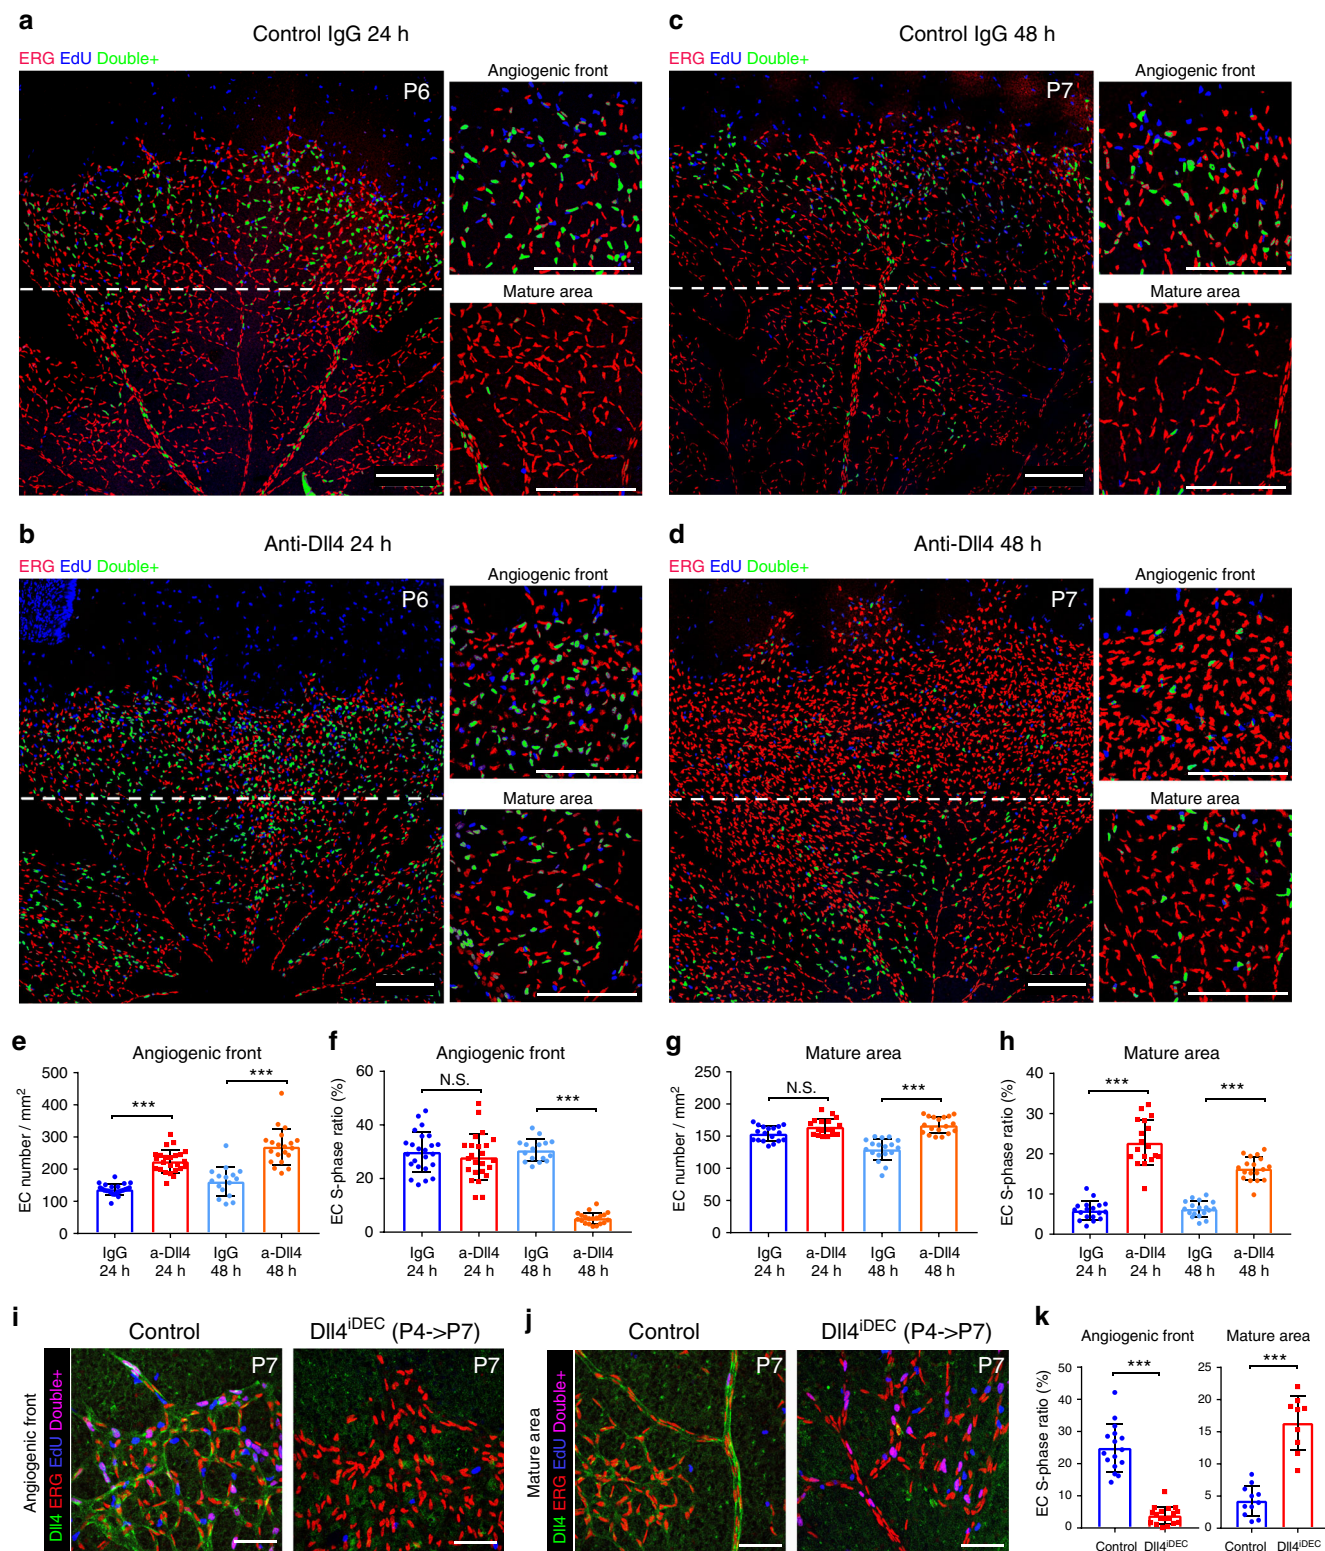 a
Control IgG 24 h
ERG EdU Double+
P6
Angiogenic front
Mature area
c
Control IgG 48 h
ERG EdU Double+
P7
Angiogenic front
Mature area
b
Anti-Dll4 24 h
ERG EdU Double+
P6
Angiogenic front
Mature area
d
Anti-Dll4 48 h
ERG EdU Double+
P7
Angiogenic front
Mature area
e
Angiogenic front
EC number / mm²
500
400
300
200
100
0
***
***
IgG 24 h
a-Dll4 24 h
IgG 48 h
a-Dll4 48 h
f
Angiogenic front
EC S-phase ratio (%)
60
40
20
0
N.S.
***
IgG 24 h
a-Dll4 24 h
IgG 48 h
a-Dll4 48 h
g
Mature area
EC number / mm²
250
200
150
100
50
0
N.S.
***
IgG 24 h
a-Dll4 24 h
IgG 48 h
a-Dll4 48 h
h
Mature area
EC S-phase ratio (%)
40
30
20
10
0
***
***
IgG 24 h
a-Dll4 24 h
IgG 48 h
a-Dll4 48 h
i
Control
Dll4iDEC (P4->P7)
Angiogenic front
Dll4 ERG EdU Double+
P7
P7
j
Control
Dll4iDEC (P4->P7)
Mature area
Dll4 ERG EdU Double+
P7
P7
k
Angiogenic front
EC S-phase ratio (%)
50
40
30
20
10
0
***
Control
Dll4iDEC
Mature area
25
20
15
10
5
0
***
Control
Dll4iDEC